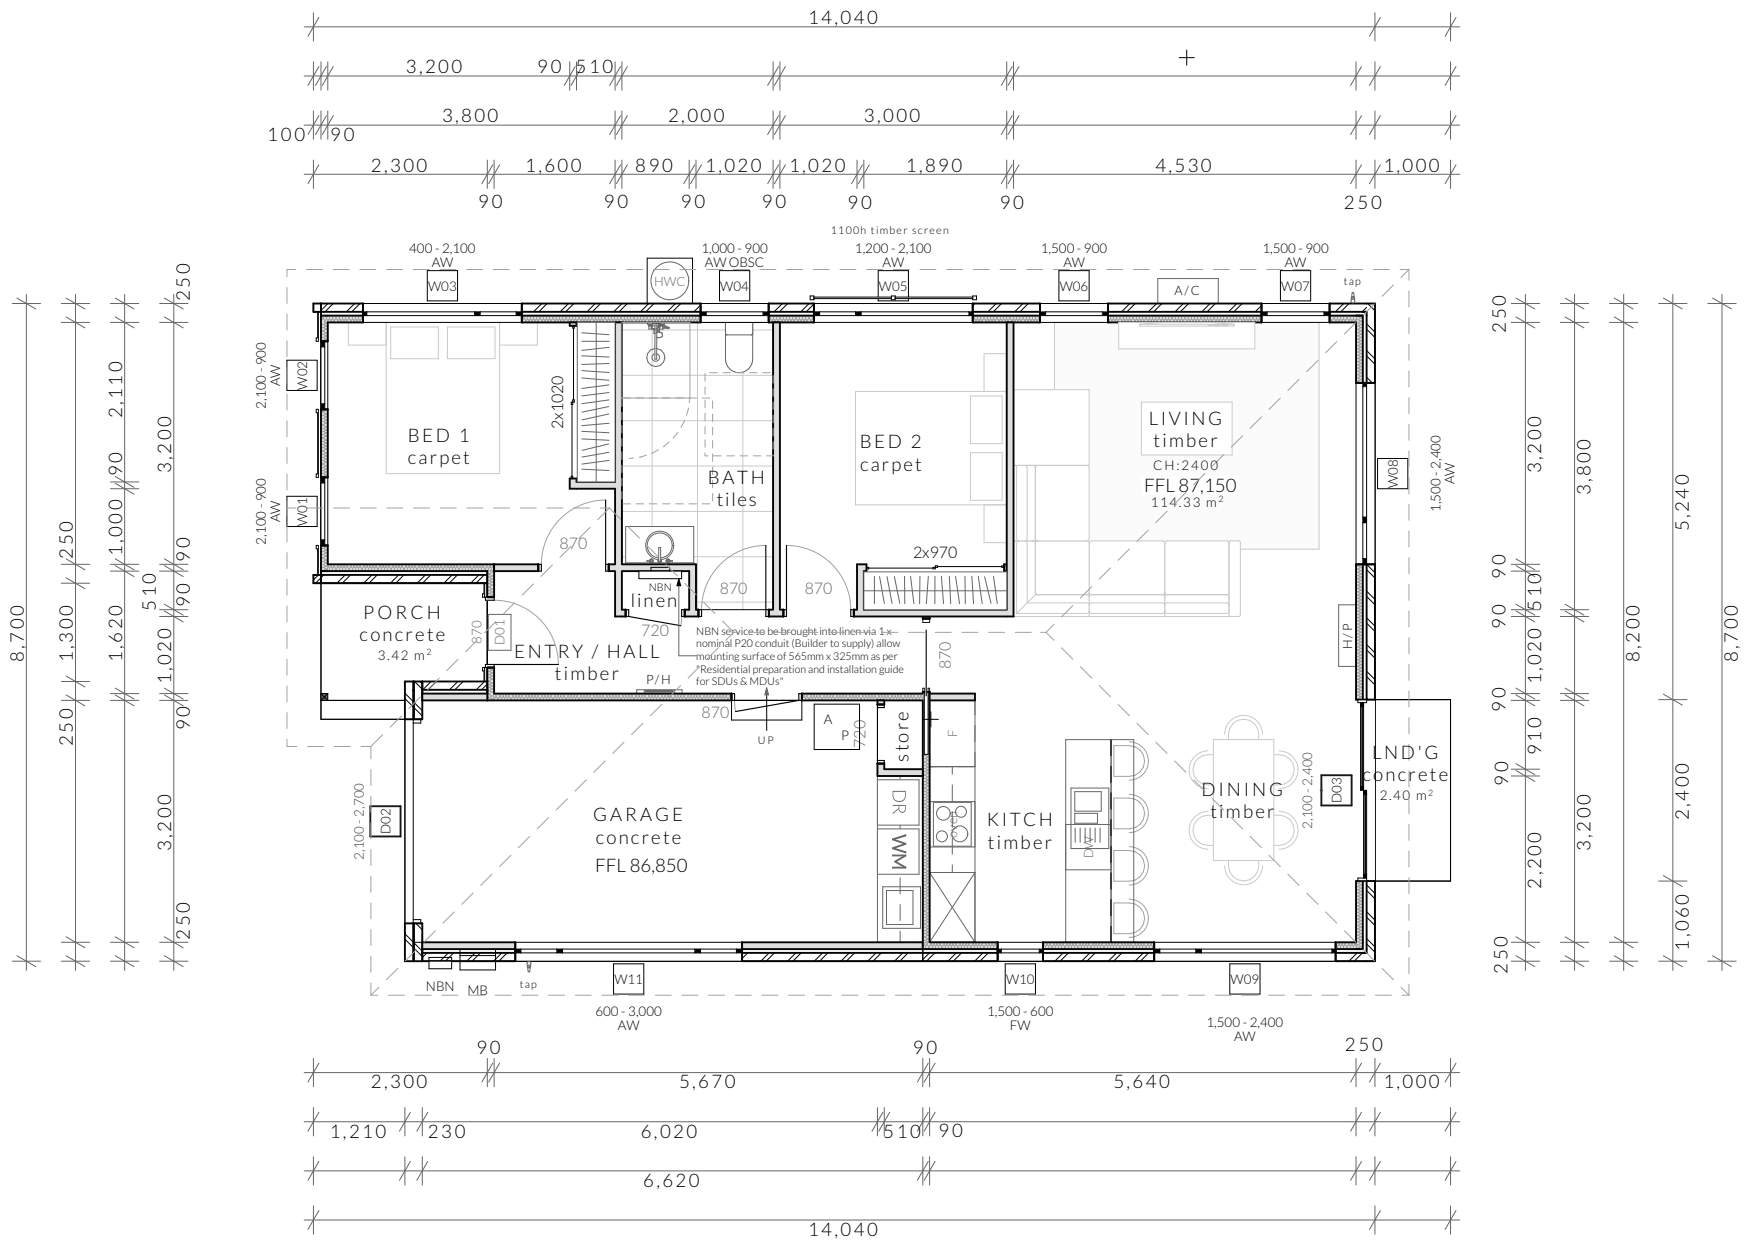 14,040
3,200 90 510
3,800 2,000 3,000
100 90
2,300 1,600 890 1,020 1,020 1,890 4,530 1,000
90 90 90 90 90 90 250
1100h timber screen
400 - 2,100 1,000 - 900 1,200 - 2,100 1,500 - 900 1,500 - 900
AW AW OBSC AW AW AW
W03 HWC W04 W05 W06 A/C W07 tap
8,700
250
1,300
250
2,110
90
1,000
1,620
510
250
3,200
90
90
1,020
90
3,200
250
2,100 - 900
AW
W02
2,100 - 900
AW
W01
BED 1
carpet
2x1020
870
BATH
tiles
870
BED 2
carpet
2x970
870
LIVING
timber
CH:2400
FFL 87,150
114.33 m²
W08
1,500 - 2,400
AW
H/P
PORCH
concrete
3.42 m²
870
D01
ENTRY / HALL
timber
NBN
linen
720
NBN service to be brought into linen via 1 x
nominal P20 conduit (Builder to supply) allow
mounting surface of 565mm x 325mm as per
"Residential preparation and installation guide
for SDUs & MDUs"
P/H
870
870
UP
A
P
720
store
F
DR
WM
oven
DW
2,100 - 2,700
D02
GARAGE
concrete
FFL 86,850
KITCH
timber
DINING
timber
2,100 - 2,400
D03
LND'G
concrete
2.40 m²
250
3,200
90
510
90
1,020
90
910
90
2,200
250
3,800
3,200
8,200
5,240
2,400
1,060
8,700
NBN MB tap W11 W10 W09
600 - 3,000 1,500 - 600 1,500 - 2,400
AW FW AW
90 90 250
2,300 5,670 5,640 1,000
1,210 230 6,020 510 90
6,620
14,040